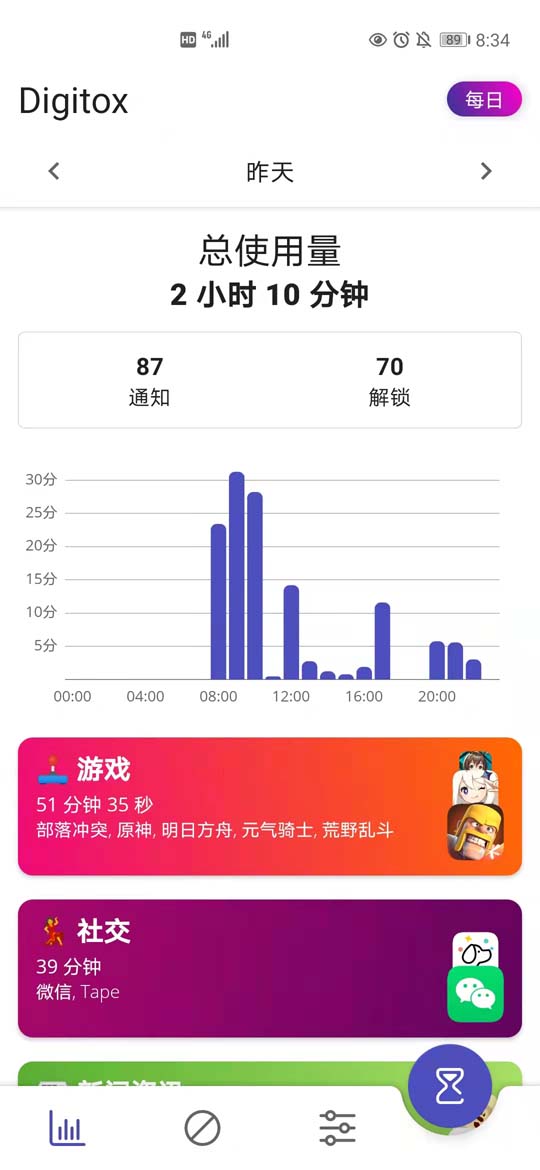 HD 4G 89 8:34
Digitox
每日
昨天
总使用量
2 小时 10 分钟
87 70
通知 解锁
30分
25分
20分
15分
10分
5分
00:00 04:00 08:00 12:00 16:00 20:00
游戏
51 分钟 35 秒
部落冲突, 原神, 明日方舟, 元气骑士, 荒野乱斗
社交
39 分钟
微信, Tape
新闻资讯